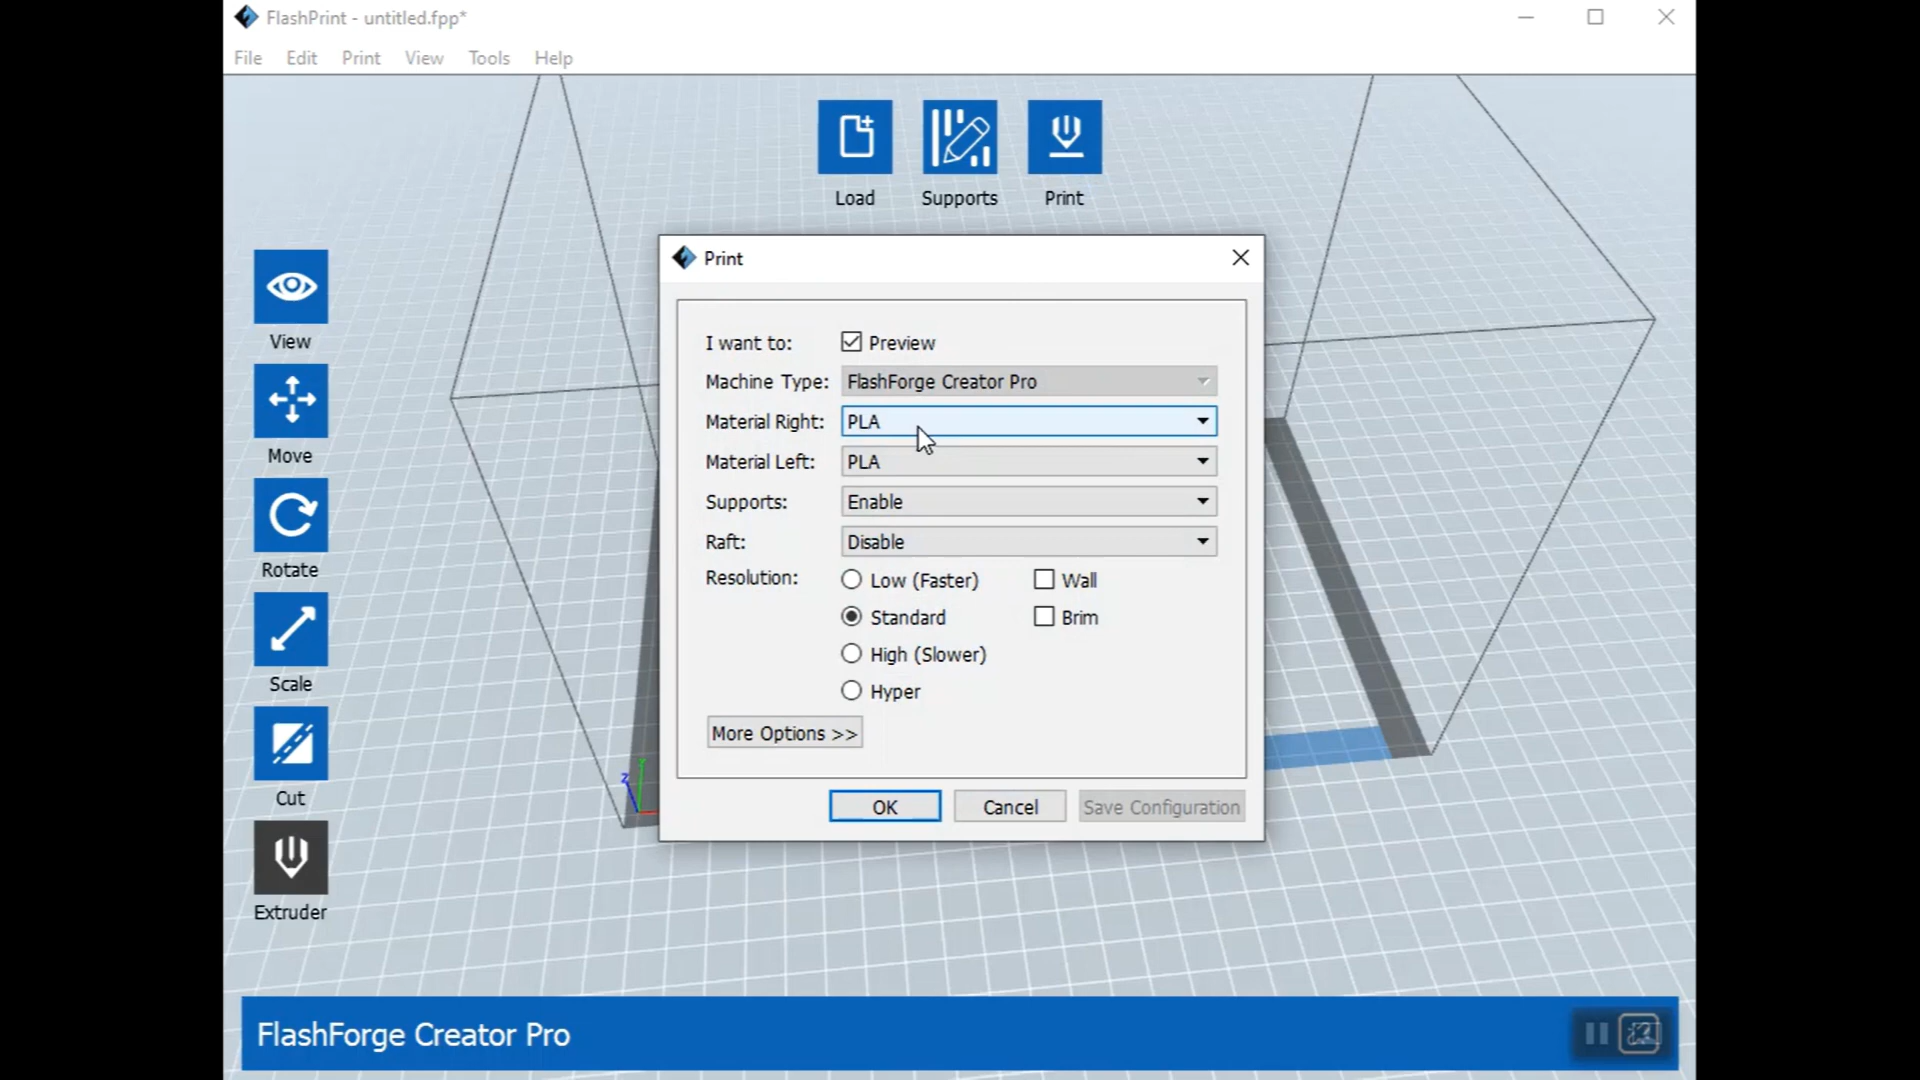 FlashPrint - untitled.fpp*
File Edit Print View Tools Help
Load Supports Print
Print
I want to: Preview
Machine Type: FlashForge Creator Pro
Material Right: PLA
Material Left: PLA
Supports: Enable
Raft: Disable
Resolution: Low (Faster) Wall
Standard Brim
High (Slower)
Hyper
More Options >>
OK Cancel Save Configuration
View
Move
Rotate
Scale
Cut
Extruder
z
FlashForge Creator Pro